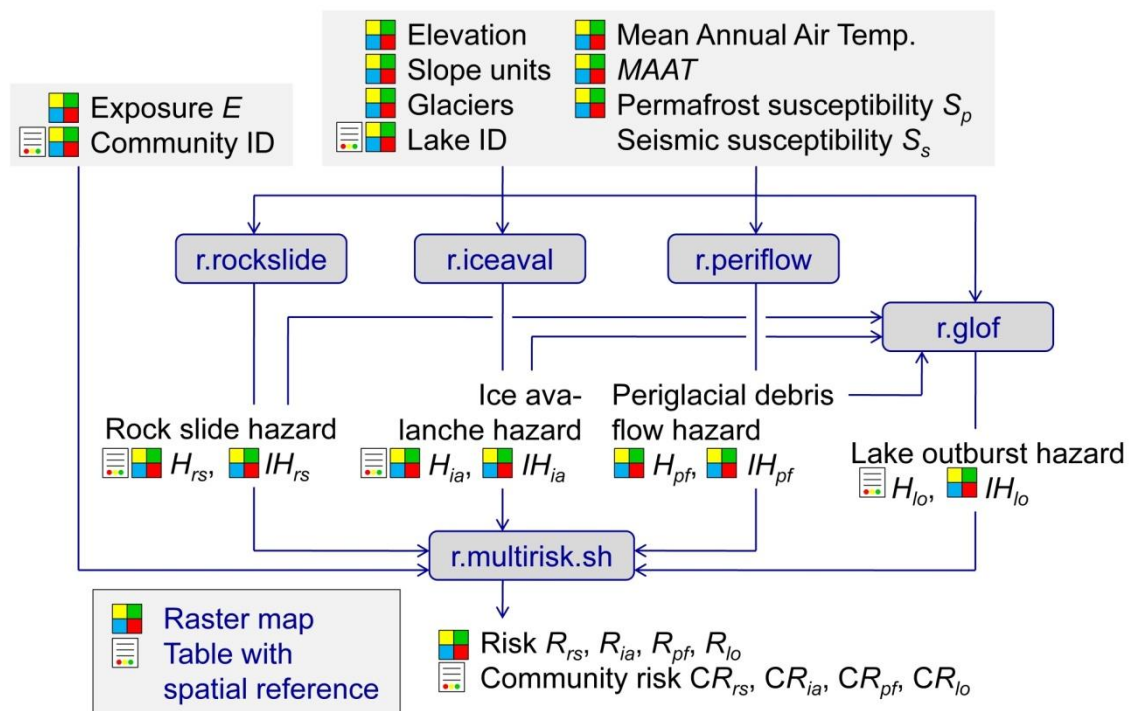 Exposure E
Community ID
Elevation
Slope units
Glaciers
Lake ID
Mean Annual Air Temp.
MAAT
Permafrost susceptibility Sp
Seismic susceptibility Ss
r.rockslide
r.iceaval
r.periflow
r.glof
Rock slide hazard
Hrs, IHrs
Ice ava-
lanche hazard
Hia, IHia
Periglacial debris
flow hazard
Hpf, IHpf
Lake outburst hazard
Hlo, IHlo
r.multirisk.sh
Raster map
Table with
spatial reference
Risk Rrs, Ria, Rpf, Rlo
Community risk CRrs, CRia, CRpf, CRlo